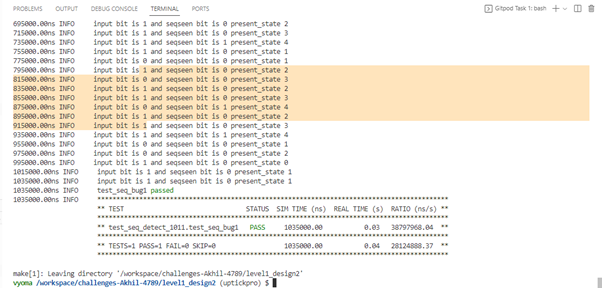 PROBLEMS OUTPUT DEBUG CONSOLE TERMINAL PORTS Gitpod Task 1: bash
695000.00ns INFO input bit is 1 and seqseen bit is 0 present_state 2
715000.00ns INFO input bit is 1 and seqseen bit is 0 present_state 3
735000.00ns INFO input bit is 1 and seqseen bit is 1 present_state 4
755000.00ns INFO input bit is 1 and seqseen bit is 0 present_state 1
775000.00ns INFO input bit is 0 and seqseen bit is 0 present_state 1
795000.00ns INFO input bit is 1 and seqseen bit is 0 present_state 2
815000.00ns INFO input bit is 0 and seqseen bit is 0 present_state 3
835000.00ns INFO input bit is 1 and seqseen bit is 0 present_state 2
855000.00ns INFO input bit is 1 and seqseen bit is 0 present_state 3
875000.00ns INFO input bit is 0 and seqseen bit is 1 present_state 4
895000.00ns INFO input bit is 1 and seqseen bit is 0 present_state 2
915000.00ns INFO input bit is 1 and seqseen bit is 0 present_state 3
935000.00ns INFO input bit is 1 and seqseen bit is 1 present_state 4
955000.00ns INFO input bit is 0 and seqseen bit is 0 present_state 1
975000.00ns INFO input bit is 0 and seqseen bit is 0 present_state 2
995000.00ns INFO input bit is 1 and seqseen bit is 0 present_state 0
1015000.00ns INFO input bit is 1 and seqseen bit is 0 present_state 1
1035000.00ns INFO input bit is 1 and seqseen bit is 0 present_state 1
1035000.00ns INFO test_seq_bug1 passed
1035000.00ns INFO **************************************************************************************
** TEST STATUS SIM TIME (ns) REAL TIME (s) RATIO (ns/s) **
**************************************************************************************
** test_seq_detect_1011.test_seq_bug1 PASS 1035000.00 0.03 38797968.04 **
**************************************************************************************
** TESTS=1 PASS=1 FAIL=0 SKIP=0 1035000.00 0.04 28124888.37 **
**************************************************************************************
make[1]: Leaving directory '/workspace/challenges-Akhil-4789/level1_design2'
vyoma /workspace/challenges-Akhil-4789/level1_design2 (uptickpro) $